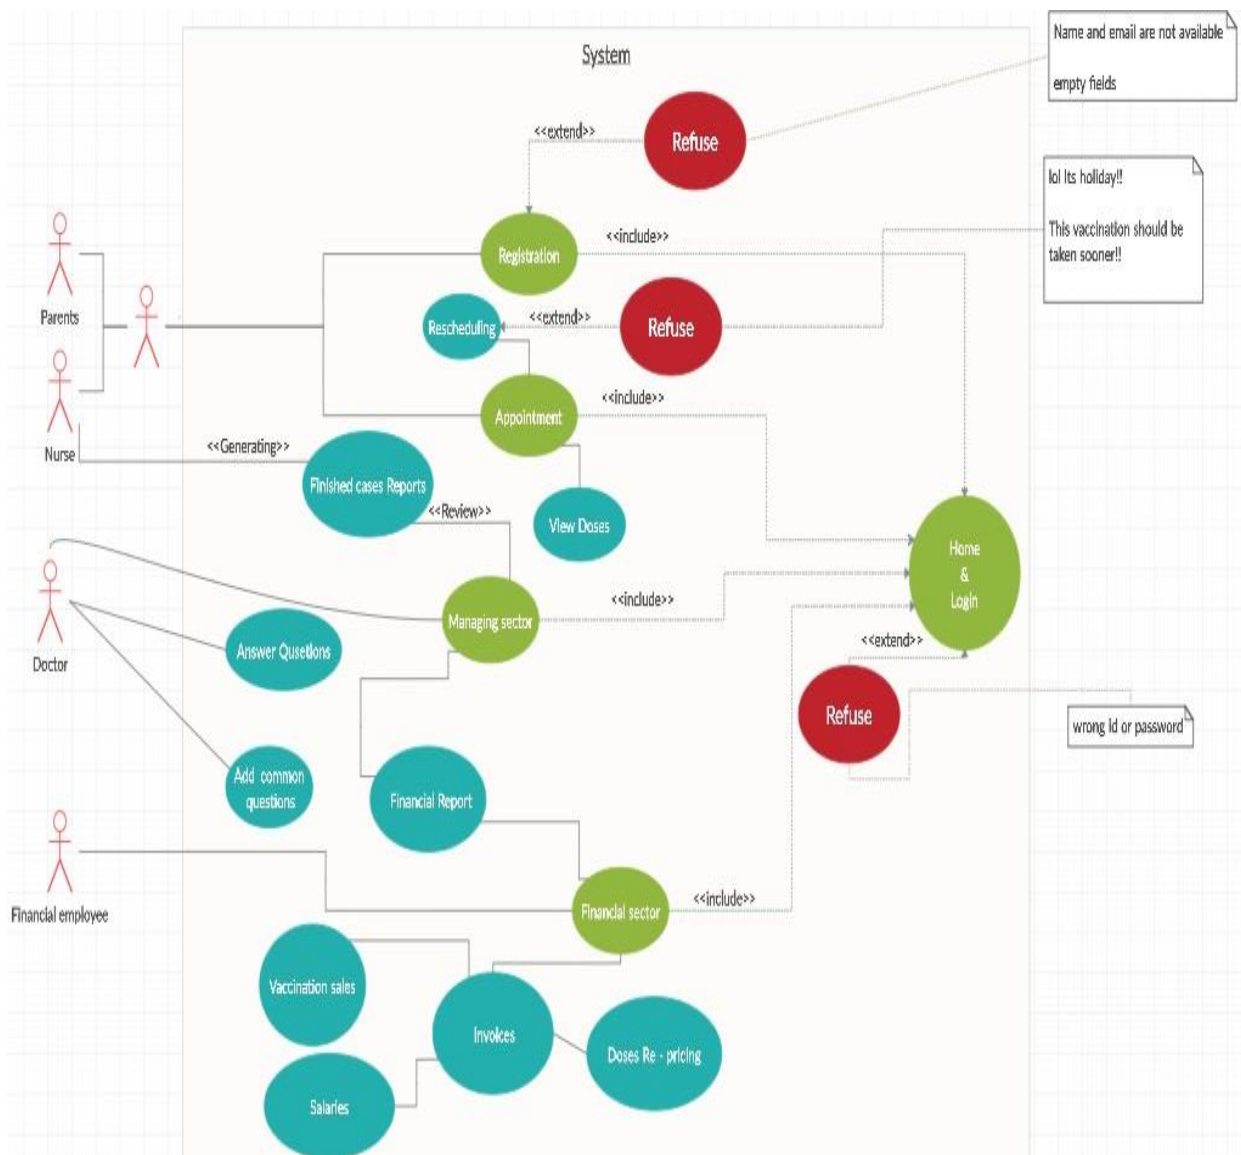 System
Name and email are not available
empty fields
<<extend>>
Refuse
lol Its holiday!!
This vaccination should be
taken sooner!!
Registration
<<include>>
Parents
Rescheduling
<<extend>>
Refuse
Appointment
<<include>>
Nurse
<<Generating>>
Finished cases Reports
<<Review>>
View Doses
Home
&
Login
Managing sector
<<include>>
<<extend>>
Doctor
Answer Qusetions
Refuse
wrong id or password
Add common
questions
Financial Report
Financial employee
Financial sector
<<include>>
Vaccination sales
Invoices
Doses Re - pricing
Salaries